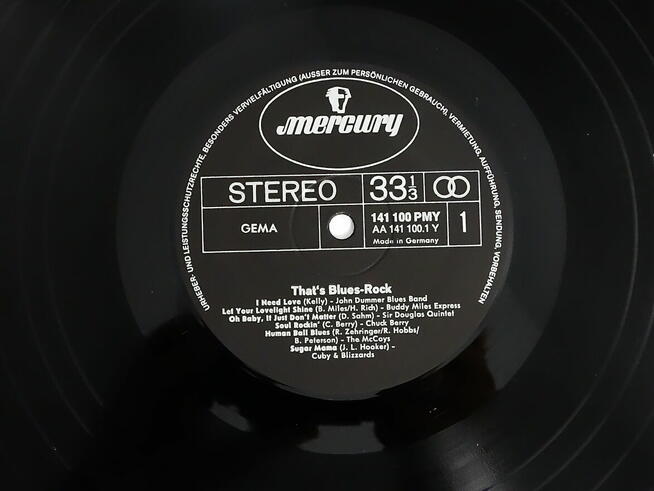 URHEBER- UND LEISTUNGSSCHUTZRECHTE, BESONDERS VERVIELFÄLTIGUNG (AUSSER ZUM PERSÖNLICHEN GEBRAUCH), VERMIETUNG, AUFFÜHRUNG, SENDUNG, VORBEHALTEN
mercury
STEREO 33 1/3
GEMA 141 100 PMY 1
AA 141 100.1 Y
Made in Germany
That's Blues-Rock
I Need Love (Kelly) - John Dummer Blues Band
Let Your Lovelight Shine (B. Miles/H. Rich) - Buddy Miles Express
Oh Baby, It Just Don't Matter (D. Sahm) - Sir Douglas Quintet
Soul Rockin' (C. Berry) - Chuck Berry
Human Ball Blues (R. Zehringer/R. Hobbs/
B. Peterson) - The McCoys
Sugar Mama (J. L. Hooker) -
Cuby & Blizzards